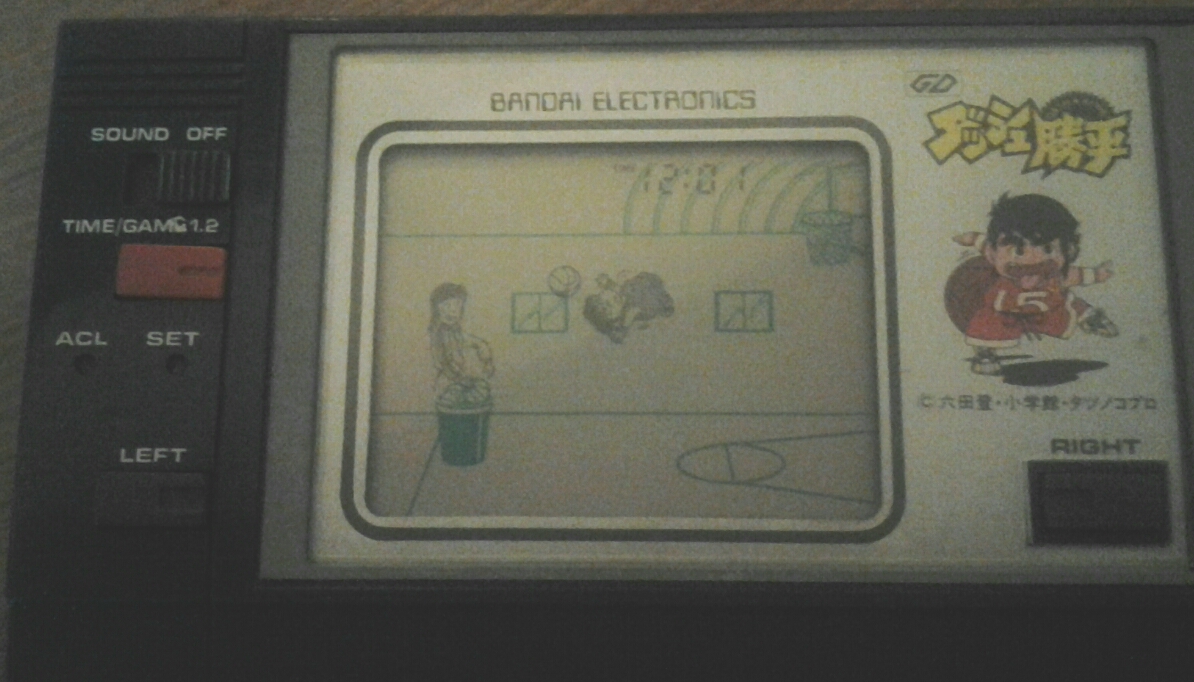 BANDAI ELECTRONICS
GD
SOUND OFF
TIME/GAME 1.2
12:01
ダッシュ勝平
15
ACL SET
©六田登・小学館・タツノコプロ
LEFT
RIGHT